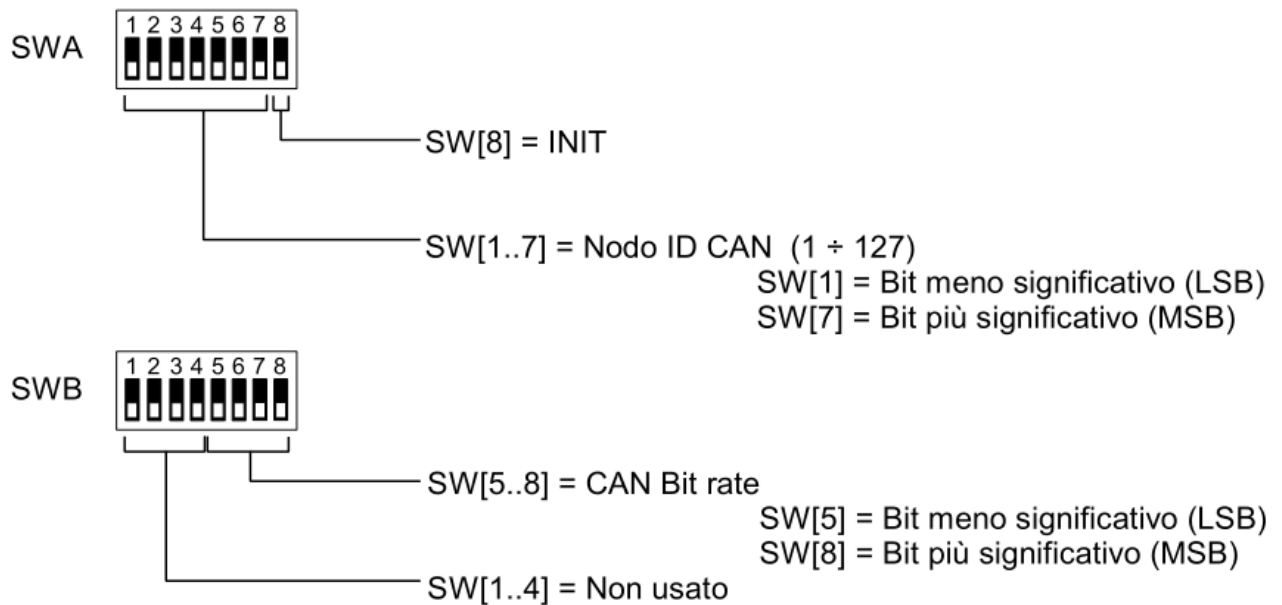 1 2 3 4 5 6 7 8
SWA
SW[8] = INIT
SW[1..7] = Nodo ID CAN (1 ÷ 127)
SW[1] = Bit meno significativo (LSB)
SW[7] = Bit più significativo (MSB)
1 2 3 4 5 6 7 8
SWB
SW[5..8] = CAN Bit rate
SW[5] = Bit meno significativo (LSB)
SW[8] = Bit più significativo (MSB)
SW[1..4] = Non usato